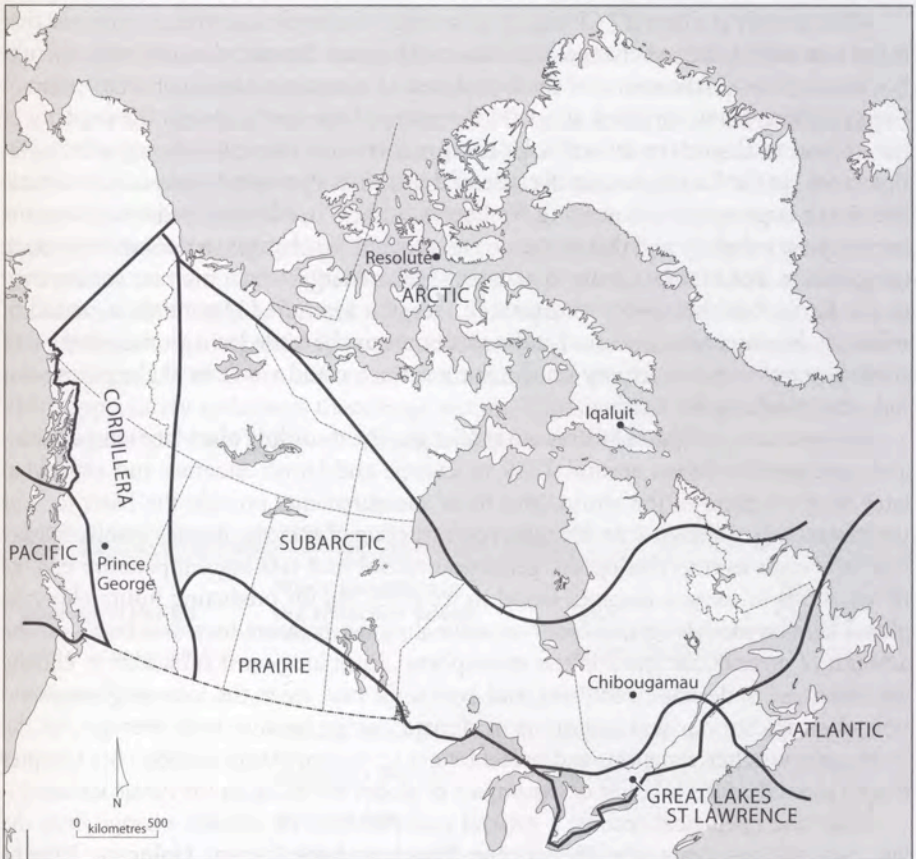 Resolute
ARCTIC
Iqaluit
CORDILLERA
SUBARCTIC
PACIFIC
Prince
George
PRAIRIE
Chibougamau
ATLANTIC
GREAT LAKES
ST LAWRENCE
N
0 kilometres 500